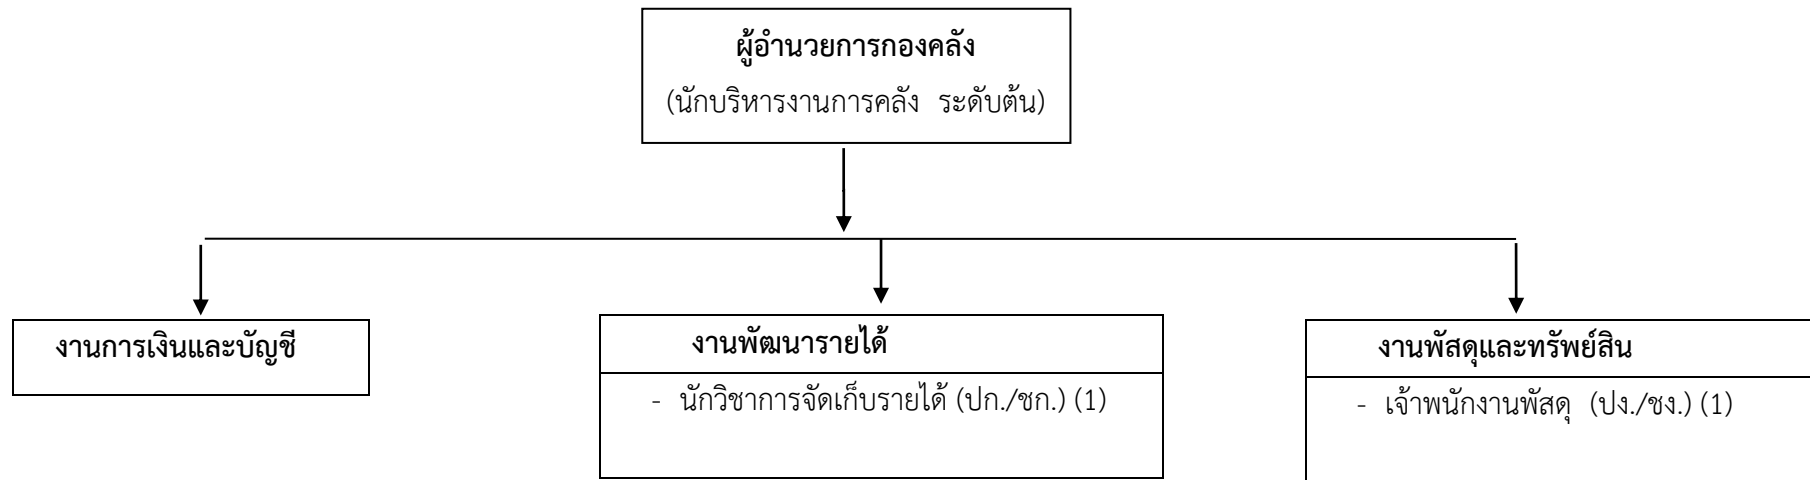 ผู้อำนวยการกองคลัง
(นักบริหารงานการคลัง ระดับต้น)
งานการเงินและบัญชี
งานพัฒนารายได้
- นักวิชาการจัดเก็บรายได้ (ปก./ชก.) (1)
งานพัสดุและทรัพย์สิน
- เจ้าพนักงานพัสดุ (ปง./ชง.) (1)